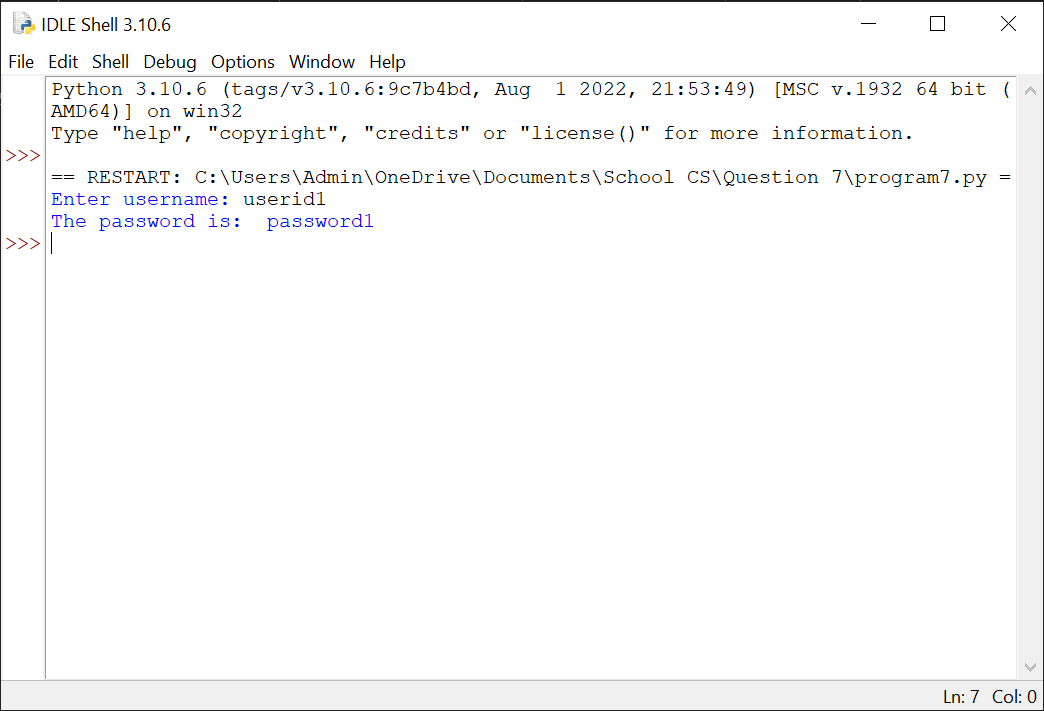 IDLE Shell 3.10.6
File Edit Shell Debug Options Window Help
Python 3.10.6 (tags/v3.10.6:9c7b4bd, Aug  1 2022, 21:53:49) [MSC v.1932 64 bit (
AMD64)] on win32
Type "help", "copyright", "credits" or "license()" for more information.
>>>
== RESTART: C:\Users\Admin\OneDrive\Documents\School CS\Question 7\program7.py =
Enter username: userid1
The password is:  password1
>>>
Ln: 7 Col: 0